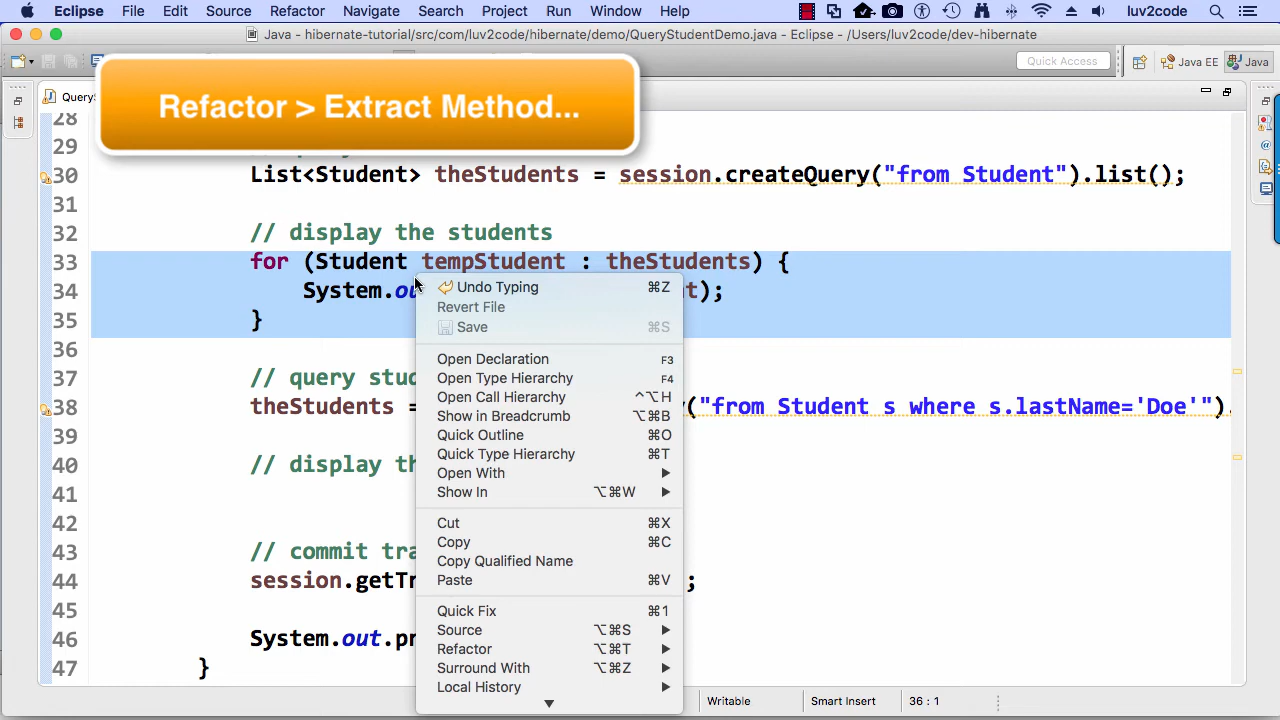 Eclipse File Edit Source Refactor Navigate Search Project Run Window Help luv2code
Java - hibernate-tutorial/src/com/luv2code/hibernate/demo/QueryStudentDemo.java - Eclipse - /Users/luv2code/dev-hibernate
Quick Access Java EE Java
Refactor > Extract Method...
28
29
30 List<Student> theStudents = session.createQuery("from Student").list();
31
32 // display the students
33 for (Student tempStudent : theStudents) {
34 System.ou t);
35 }
36
37 // query stu
38 theStudents = ("from Student s where s.lastName='Doe'").
39
40 // display th
41
42
43 // commit tra
44 session.getTr ;
45
46 System.out.pr
47 }
Undo Typing ⌘Z
Revert File
Save ⌘S
Open Declaration F3
Open Type Hierarchy F4
Open Call Hierarchy ^⌥H
Show in Breadcrumb ⌥⌘B
Quick Outline ⌘O
Quick Type Hierarchy ⌘T
Open With
Show In ⌥⌘W
Cut ⌘X
Copy ⌘C
Copy Qualified Name
Paste ⌘V
Quick Fix ⌘1
Source ⌥⌘S
Refactor ⌥⌘T
Surround With ⌥⌘Z
Local History
Writable Smart Insert 36 : 1